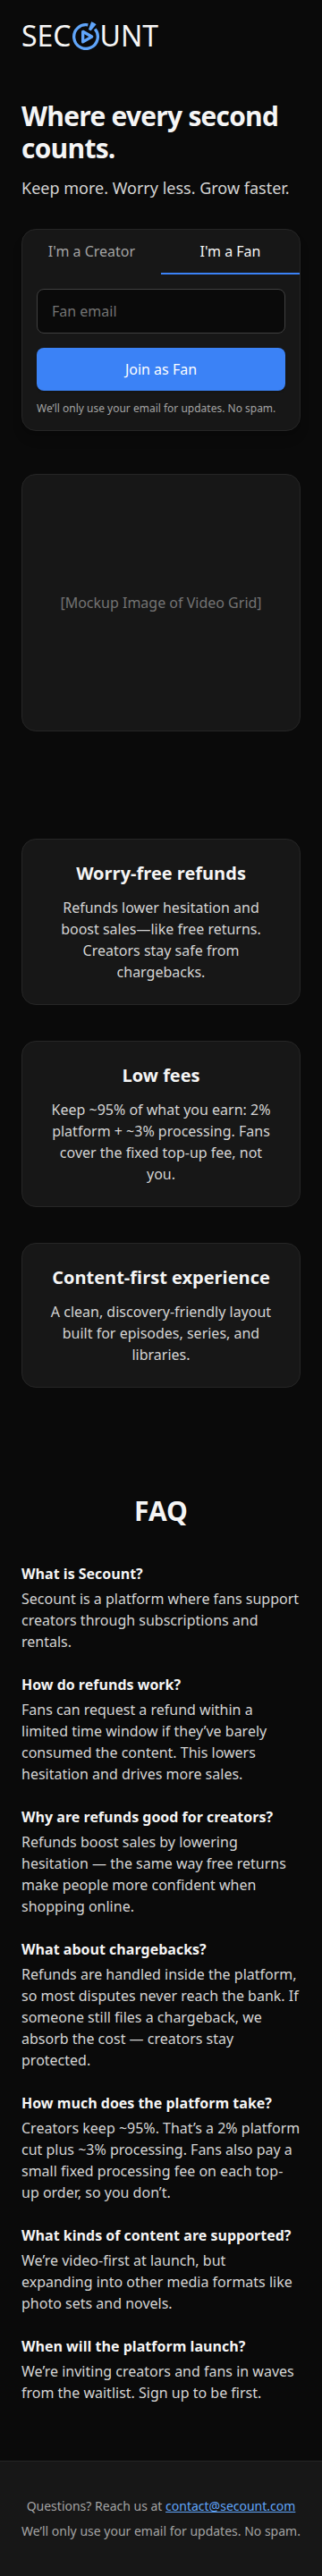 SECOUNT
Where every second
counts.
Keep more. Worry less. Grow faster.
I'm a Creator
I'm a Fan
Fan email
Join as Fan
We'll only use your email for updates. No spam.
[Mockup Image of Video Grid]
Worry-free refunds
Refunds lower hesitation and
boost sales—like free returns.
Creators stay safe from
chargebacks.
Low fees
Keep ~95% of what you earn: 2%
platform + ~3% processing. Fans
cover the fixed top-up fee, not
you.
Content-first experience
A clean, discovery-friendly layout
built for episodes, series, and
libraries.
FAQ
What is Secount?
Secount is a platform where fans support
creators through subscriptions and
rentals.
How do refunds work?
Fans can request a refund within a
limited time window if they’ve barely
consumed the content. This lowers
hesitation and drives more sales.
Why are refunds good for creators?
Refunds boost sales by lowering
hesitation — the same way free returns
make people more confident when
shopping online.
What about chargebacks?
Refunds are handled inside the platform,
so most disputes never reach the bank. If
someone still files a chargeback, we
absorb the cost — creators stay
protected.
How much does the platform take?
Creators keep ~95%. That’s a 2% platform
cut plus ~3% processing. Fans also pay a
small fixed processing fee on each top-
up order, so you don’t.
What kinds of content are supported?
We’re video-first at launch, but
expanding into other media formats like
photo sets and novels.
When will the platform launch?
We’re inviting creators and fans in waves
from the waitlist. Sign up to be first.
Questions? Reach us at contact@secount.com
We’ll only use your email for updates. No spam.